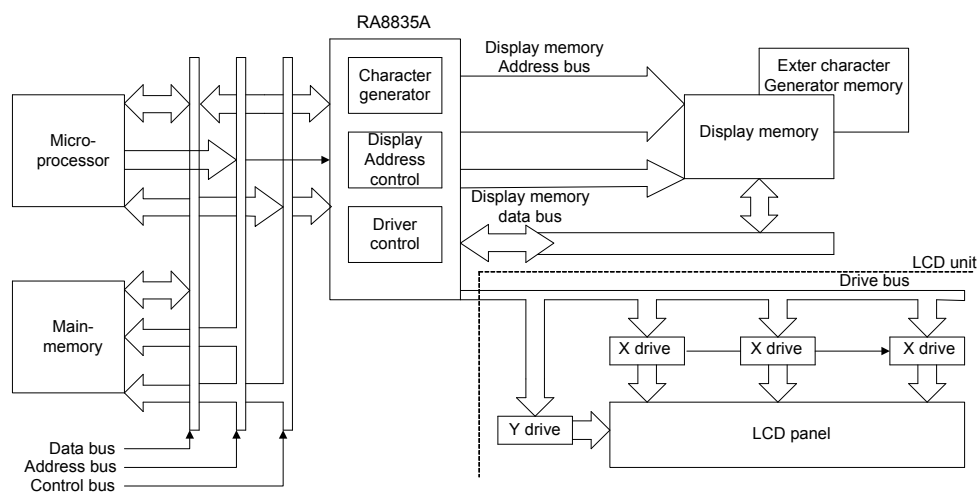 RA8835A
Display memory
Address bus
Character
generator
Exter character
Generator memory
Micro-
processor
Display memory
Display
Address
control
Display memory
data bus
Driver
control
LCD unit
Drive bus
Main-
memory
X drive
X drive
X drive
Y drive
LCD panel
Data bus
Address bus
Control bus